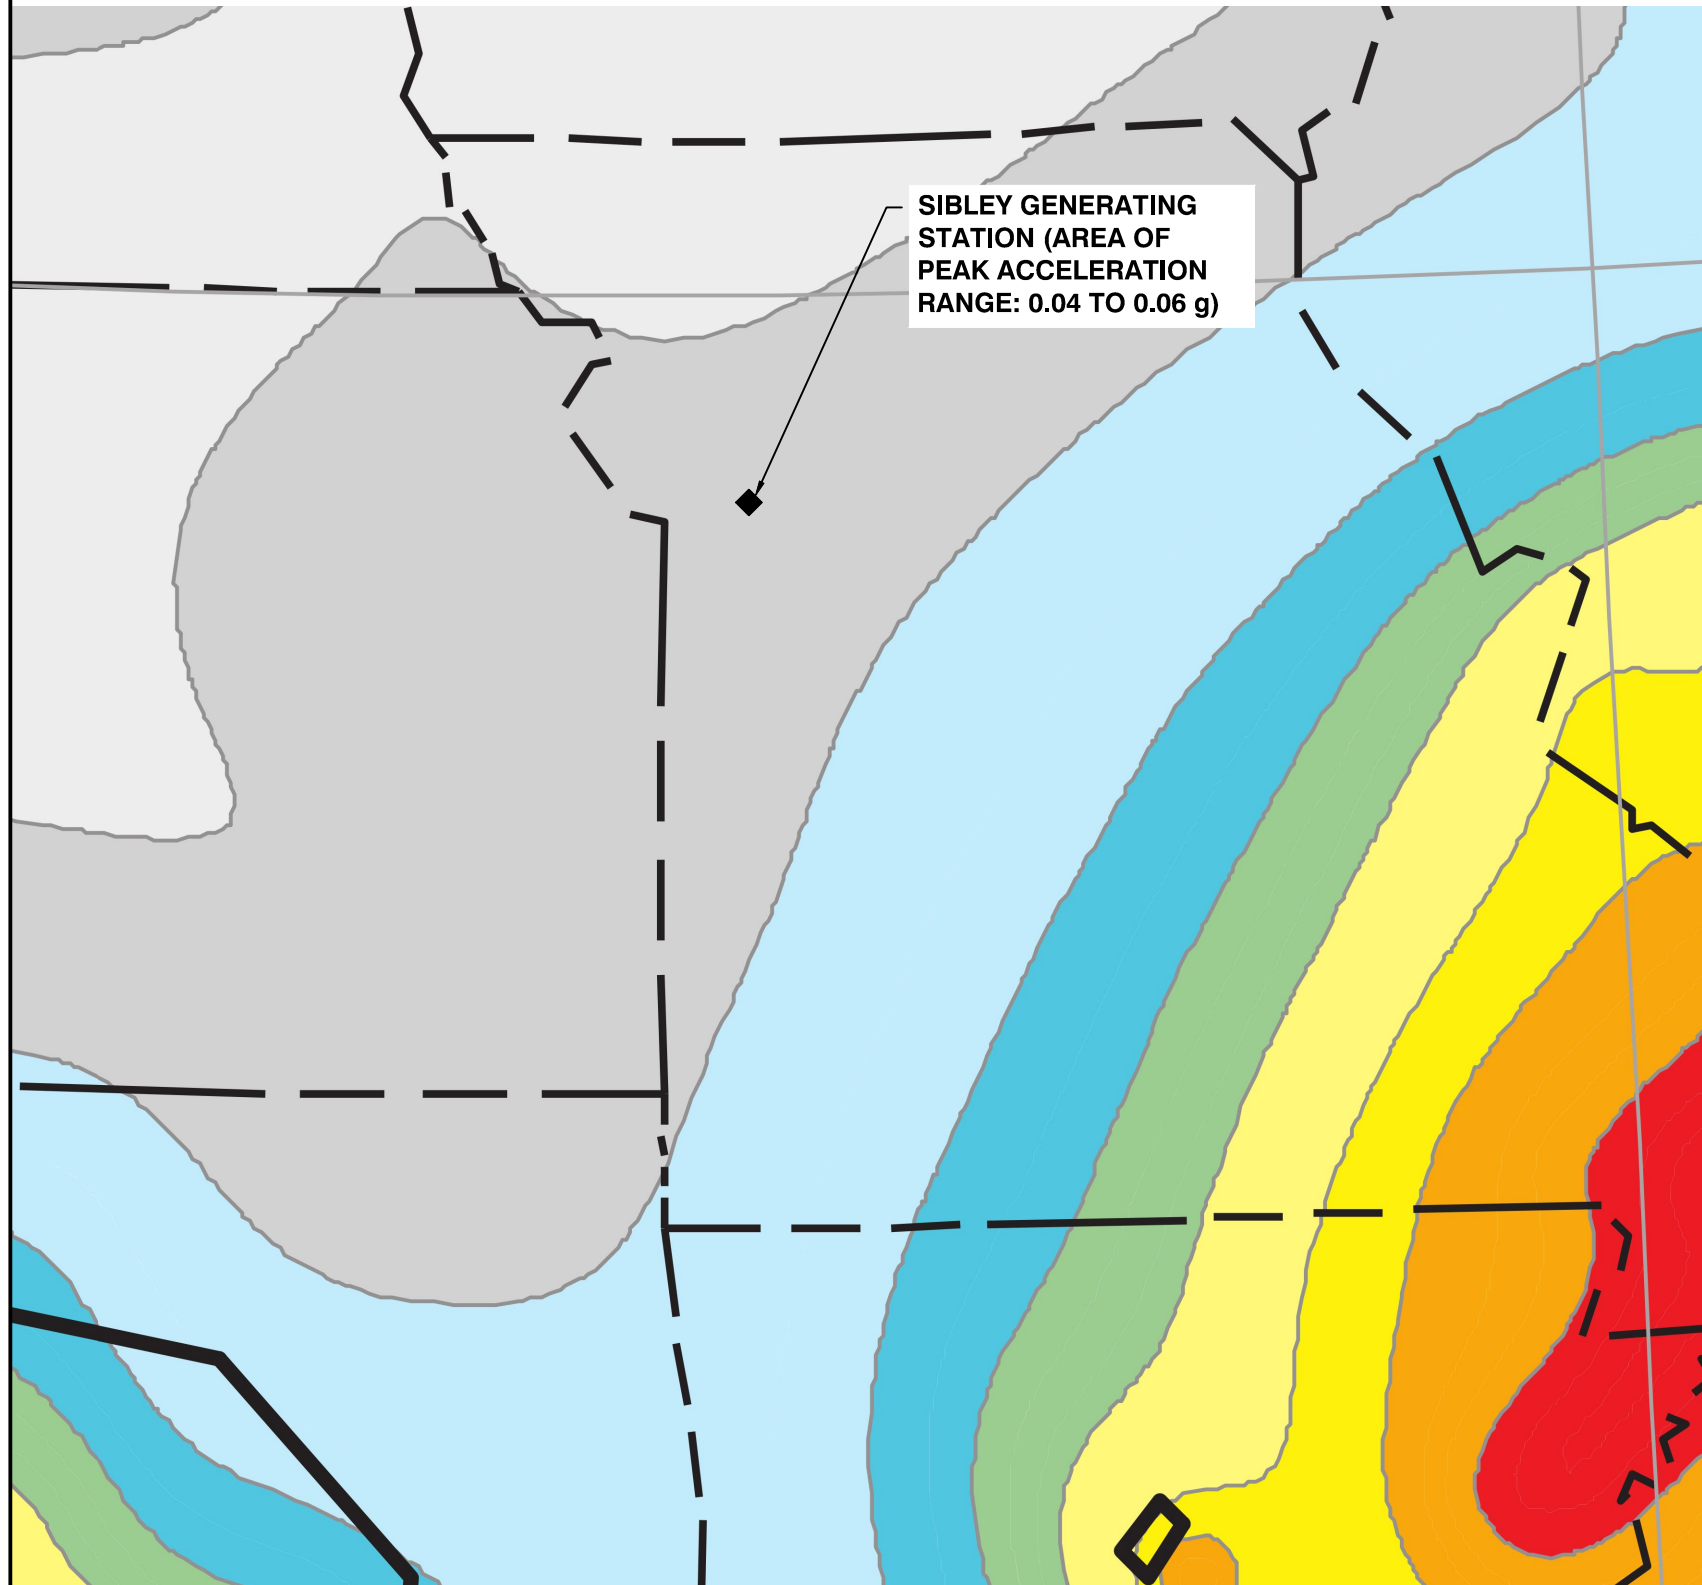 SIBLEY GENERATING
STATION (AREA OF
PEAK ACCELERATION
RANGE: 0.04 TO 0.06 g)